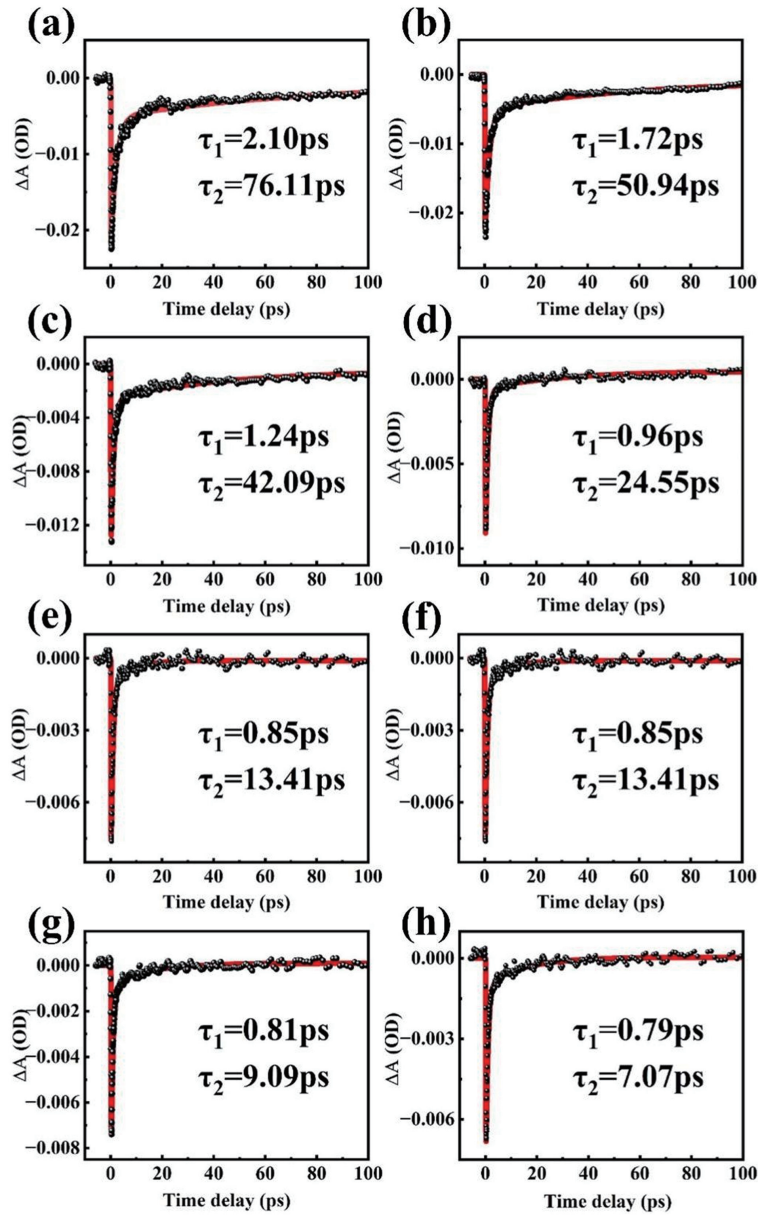 (a)
0.00
−0.01
−0.02
ΔA (OD)
τ1=2.10ps
τ2=76.11ps
0 20 40 60 80 100
Time delay (ps)
(b)
0.00
−0.01
−0.02
ΔA (OD)
τ1=1.72ps
τ2=50.94ps
0 20 40 60 80 100
Time delay (ps)
(c)
0.000
−0.004
−0.008
−0.012
ΔA (OD)
τ1=1.24ps
τ2=42.09ps
0 20 40 60 80 100
Time delay (ps)
(d)
0.000
−0.005
−0.010
ΔA (OD)
τ1=0.96ps
τ2=24.55ps
0 20 40 60 80 100
Time delay (ps)
(e)
0.000
−0.003
−0.006
ΔA (OD)
τ1=0.85ps
τ2=13.41ps
0 20 40 60 80 100
Time delay (ps)
(f)
0.000
−0.003
−0.006
ΔA (OD)
τ1=0.85ps
τ2=13.41ps
0 20 40 60 80 100
Time delay (ps)
(g)
0.000
−0.002
−0.004
−0.006
−0.008
ΔA (OD)
τ1=0.81ps
τ2=9.09ps
0 20 40 60 80 100
Time delay (ps)
(h)
0.000
−0.003
−0.006
ΔA (OD)
τ1=0.79ps
τ2=7.07ps
0 20 40 60 80 100
Time delay (ps)